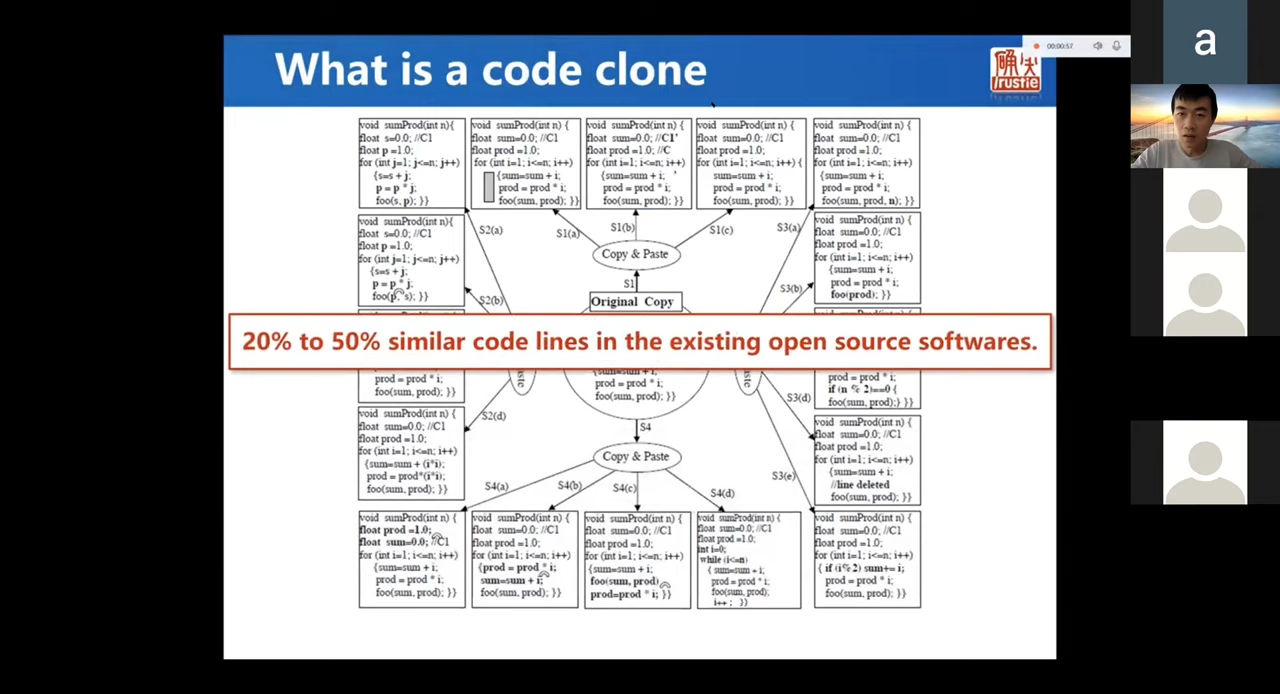 What is a code clone
确实
Trustie
00:00:57
a
void sumProd(int n){
float s=0.0; //C1
float p =1.0;
for (int j=1; j<=n; j++)
{s=s + j;
p = p * j;
foo(s, p); }}
void sumProd(int n) {
float sum=0.0; //C1
float prod =1.0;
for (int i=1; i<=n; i++)
{sum=sum + i;
prod = prod * i;
foo(sum, prod); }}
void sumProd(int n) {
float sum=0.0; //C1'
float prod =1.0; //C
for (int i=1; i<=n; i++)
{sum=sum + i; '
prod = prod * i;
foo(sum, prod); }}
void sumProd(int n) {
float sum=0.0; //C1
float prod =1.0;
for (int i=1; i<=n; i++) {
sum=sum + i;
prod = prod * i;
foo(sum, prod); }}
void sumProd(int n) {
float sum=0.0; //C1
float prod =1.0;
for (int i=1; i<=n; i++)
{sum=sum + i;
prod = prod * i;
foo(sum, prod, n); }}
void sumProd(int n){
float s=0.0; //C1
float p =1.0;
for (int j=1; j<=n; j++)
{s=s + j;
p = p * j;
foo(p, s); }}
S2(a)
S1(a)
S1(b)
S1(c)
S3(a)
Copy & Paste
S1
void sumProd(int n) {
float sum=0.0; //C1
float prod =1.0;
for (int i=1; i<=n; i++)
{sum=sum + i;
prod = prod * i;
foo(prod); }}
S2(b)
Original Copy
S3(b)
20% to 50% similar code lines in the existing open source softwares.
prod = prod * i;
foo(sum, prod); }}
aste
{sum=sum + i;
prod = prod * i;
foo(sum, prod); }}
aste
prod = prod * i;
if (n % 2)==0 {
foo(sum, prod);} }}
void sumProd(int n) {
float sum=0.0; //C1
float prod =1.0;
for (int i=1; i<=n; i++)
{sum=sum + (i*i);
prod = prod*(i*i);
foo(sum, prod); }}
S2(d)
S4
S3(d)
Copy & Paste
void sumProd(int n) {
float sum=0.0; //C1
float prod =1.0;
for (int i=1; i<=n; i++)
{sum=sum + i;
//line deleted
foo(sum, prod); }}
S4(a)
S4(b)
S4(c)
S4(d)
S3(e)
void sumProd(int n) {
float prod =1.0;
float sum=0.0; //C1
for (int i=1; i<=n; i++)
{sum=sum + i;
prod = prod * i;
foo(sum, prod); }}
void sumProd(int n) {
float sum=0.0; //C1
float prod =1.0;
for (int i=1; i<=n; i++)
{prod = prod * i;
sum=sum + i;
foo(sum, prod); }}
void sumProd(int n) {
float sum=0.0; //C1
float prod =1.0;
for (int i=1; i<=n; i++)
{sum=sum + i;
foo(sum, prod)
prod=prod * i; }}
void sumProd(int n) {
float sum=0.0; //C1
float prod =1.0;
int i=0;
while (i<=n)
{ sum=sum + i;
prod = prod * i;
foo(sum, prod);
i++ ; }}
void sumProd(int n) {
float sum=0.0; //C1
float prod =1.0;
for (int i=1; i<=n; i++)
{ if (i%2) sum+= i;
prod = prod * i;
foo(sum, prod); }}